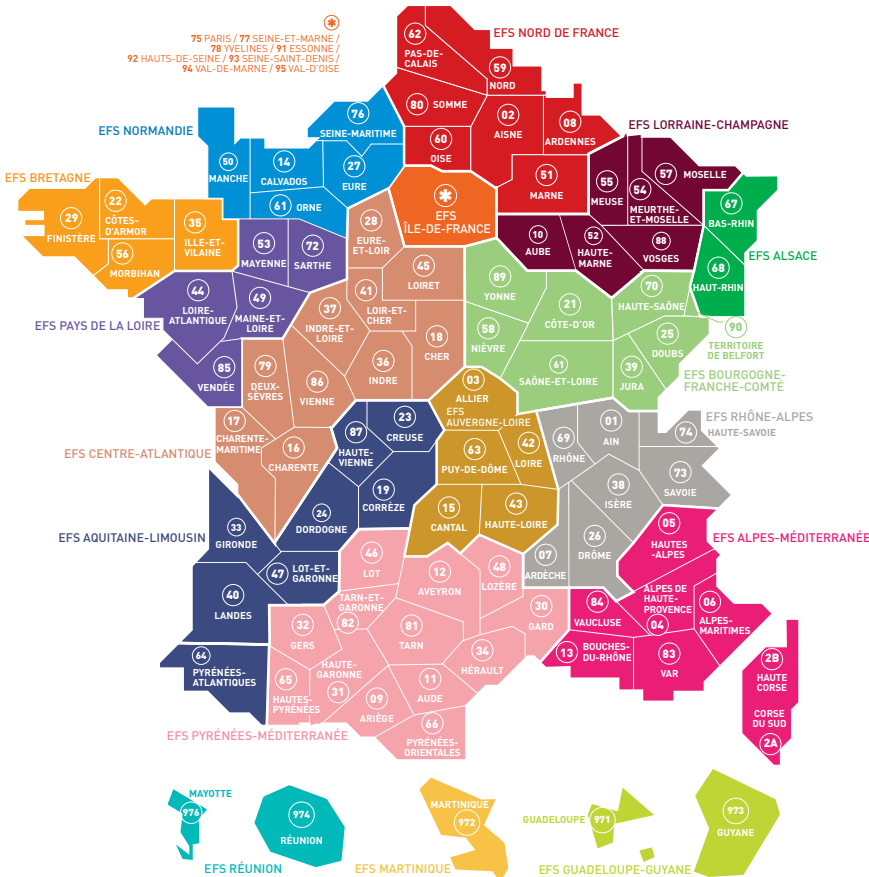 ✱
75 PARIS / 77 SEINE-ET-MARNE /
78 YVELINES / 91 ESSONNE /
92 HAUTS-DE-SEINE / 93 SEINE-SAINT-DENIS /
94 VAL-DE-MARNE / 95 VAL-D'OISE
EFS NORD DE FRANCE
62
PAS-DE-
CALAIS
59
NORD
80 SOMME
02
AISNE
08
ARDENNES
60
OISE
51
MARNE
EFS NORMANDIE
76
SEINE-MARITIME
50
MANCHE
14
CALVADOS
27
EURE
61 ORNE
EFS LORRAINE-CHAMPAGNE
55
MEUSE
54
MEURTHE-
ET-MOSELLE
57
MOSELLE
10
AUBE
52
HAUTE-
MARNE
88
VOSGES
EFS ALSACE
67
BAS-RHIN
68
HAUT-RHIN
EFS BRETAGNE
29
FINISTÈRE
22
CÔTES-
D'ARMOR
56
MORBIHAN
35
ILLE-ET-
VILAINE
✱
EFS
ÎLE-DE-FRANCE
EFS PAYS DE LA LOIRE
53
MAYENNE
72
SARTHE
44
LOIRE-
ATLANTIQUE
49
MAINE-ET-
LOIRE
85
VENDÉE
EFS CENTRE-ATLANTIQUE
28
EURE-
ET-LOIR
45
LOIRET
41
LOIR-ET-
CHER
37
INDRE-ET-
LOIRE
18
CHER
36
INDRE
79
DEUX-
SÈVRES
86
VIENNE
17
CHARENTE-
MARITIME
16
CHARENTE
EFS BOURGOGNE-
FRANCHE-COMTÉ
89
YONNE
21
CÔTE-D'OR
58
NIÈVRE
61
SAÔNE-ET-LOIRE
70
HAUTE-SAÔNE
25
DOUBS
39
JURA
90
TERRITOIRE
DE BELFORT
03
ALLIER
EFS
AUVERGNE-LOIRE
63
PUY-DE-DÔME
42
LOIRE
15
CANTAL
43
HAUTE-LOIRE
EFS RHÔNE-ALPES
74
HAUTE-SAVOIE
01
AIN
69
RHÔNE
73
SAVOIE
38
ISÈRE
26
DRÔME
07
ARDÈCHE
EFS AQUITAINE-LIMOUSIN
87
HAUTE-
VIENNE
23
CREUSE
19
CORRÈZE
24
DORDOGNE
33
GIRONDE
47
LOT-ET-
GARONNE
40
LANDES
64
PYRÉNÉES-
ATLANTIQUES
EFS PYRÉNÉES-MÉDITERRANÉE
46
LOT
12
AVEYRON
48
LOZÈRE
TARN-ET-
GARONNE
82
32
GERS
81
TARN
30
GARD
34
HÉRAULT
HAUTE-
GARONNE
31
65
HAUTES-
PYRÉNÉES
09
ARIÈGE
11
AUDE
66
PYRÉNÉES-
ORIENTALES
EFS ALPES-MÉDITERRANÉE
05
HAUTES
-ALPES
84
VAUCLUSE
ALPES DE
HAUTE-
PROVENCE
04
06
ALPES-
MARITIMES
13 BOUCHES-
DU-RHÔNE
83
VAR
2B
HAUTE
CORSE
CORSE
DU SUD
2A
MAYOTTE
976
974
RÉUNION
EFS RÉUNION
MARTINIQUE
972
EFS MARTINIQUE
GUADELOUPE 971
973
GUYANE
EFS GUADELOUPE-GUYANE